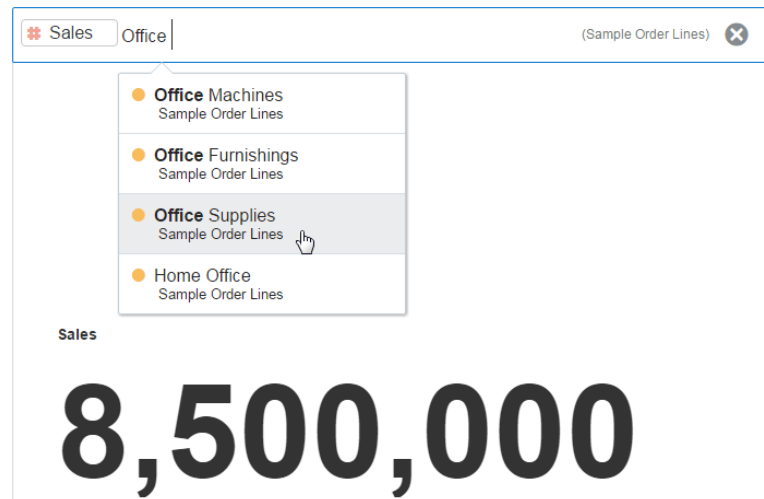 # Sales Office (Sample Order Lines)
Office Machines
Sample Order Lines
Office Furnishings
Sample Order Lines
Office Supplies
Sample Order Lines
Home Office
Sample Order Lines
Sales
8,500,000